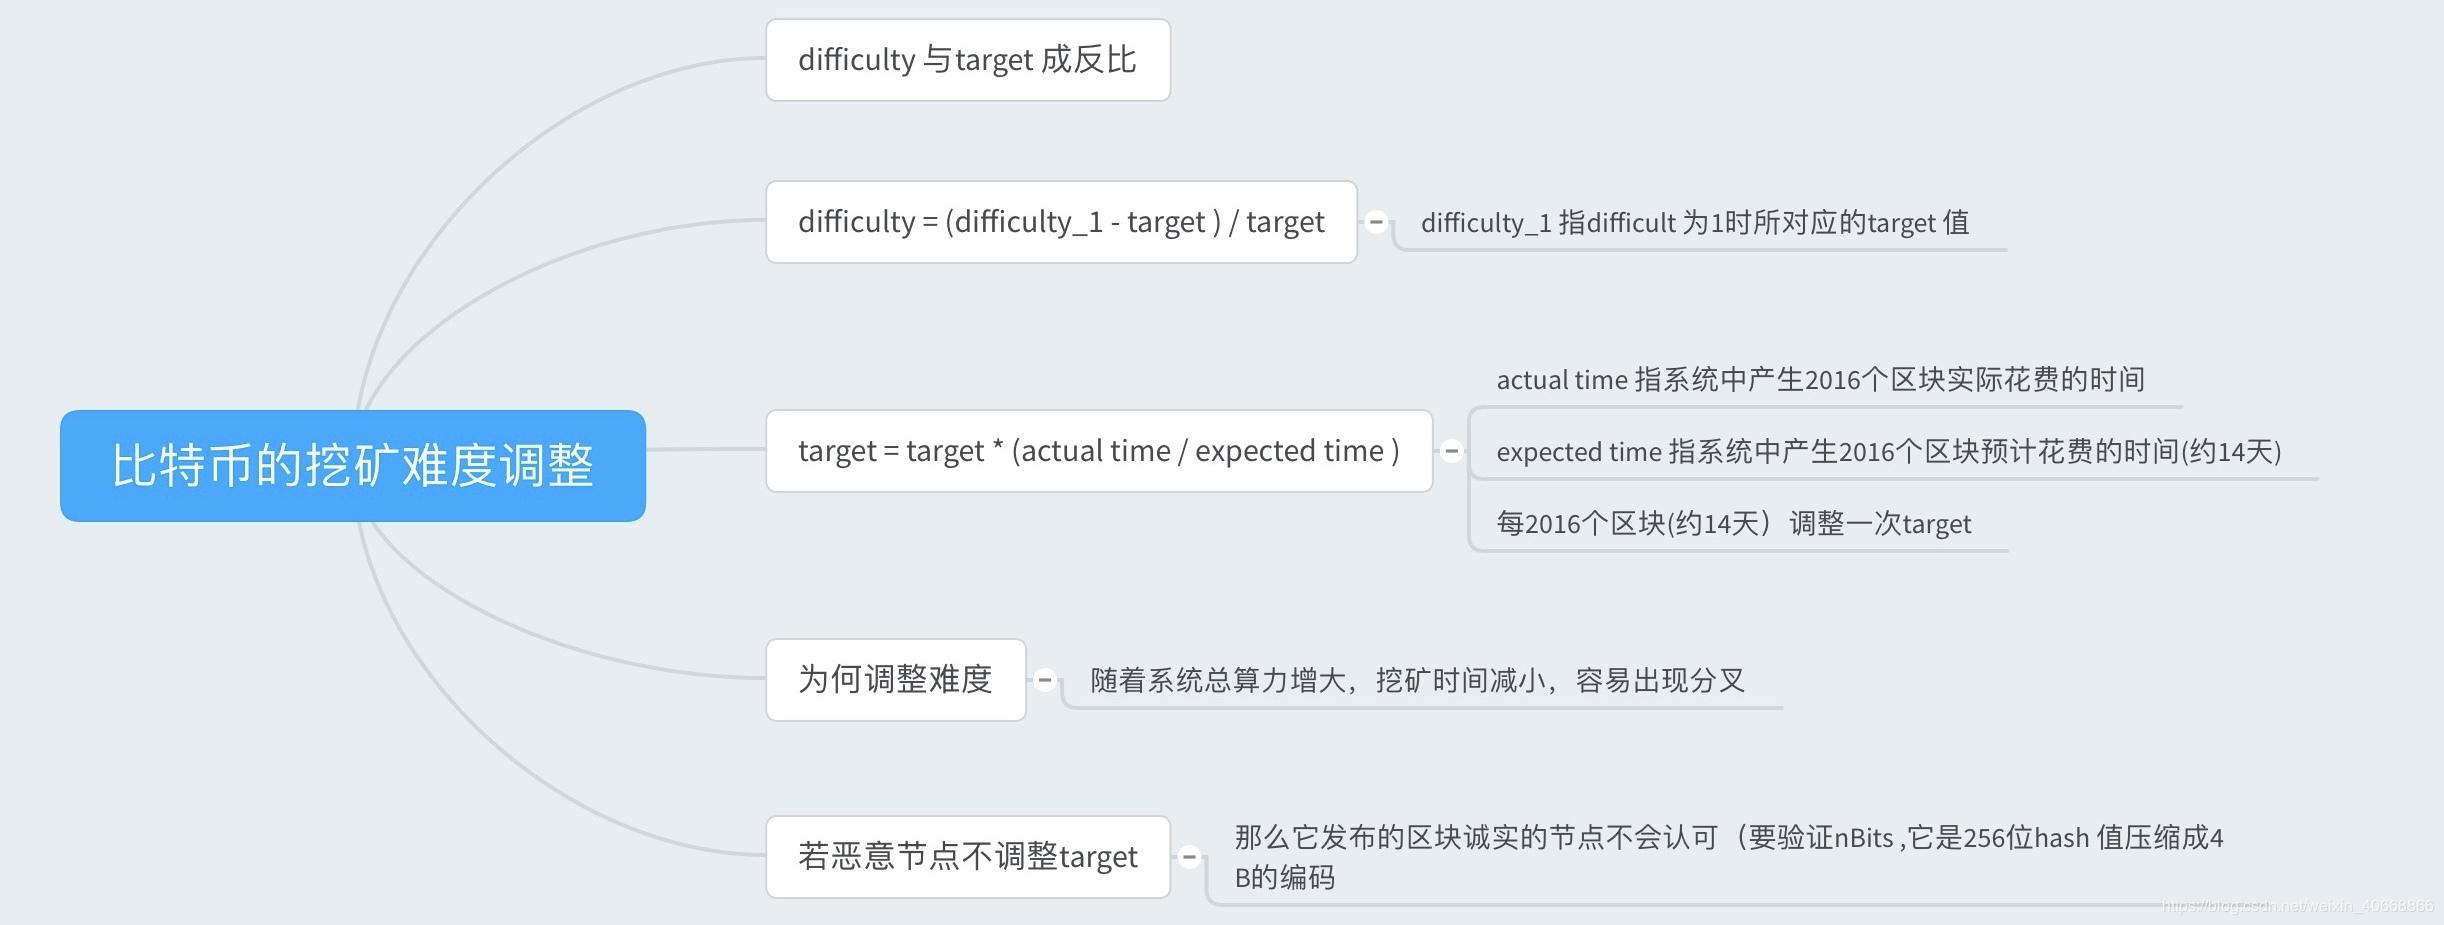 difficulty 与target 成反比
difficulty = (difficulty_1 - target ) / target
difficulty_1 指difficult 为1时所对应的target 值
比特币的挖矿难度调整
target = target * (actual time / expected time )
actual time 指系统中产生2016个区块实际花费的时间
expected time 指系统中产生2016个区块预计花费的时间(约14天)
每2016个区块(约14天）调整一次target
为何调整难度
随着系统总算力增大，挖矿时间减小，容易出现分叉
若恶意节点不调整target
那么它发布的区块诚实的节点不会认可（要验证nBits ,它是256位hash 值压缩成4
B的编码
https://blog.csdn.net/weixin_40668866